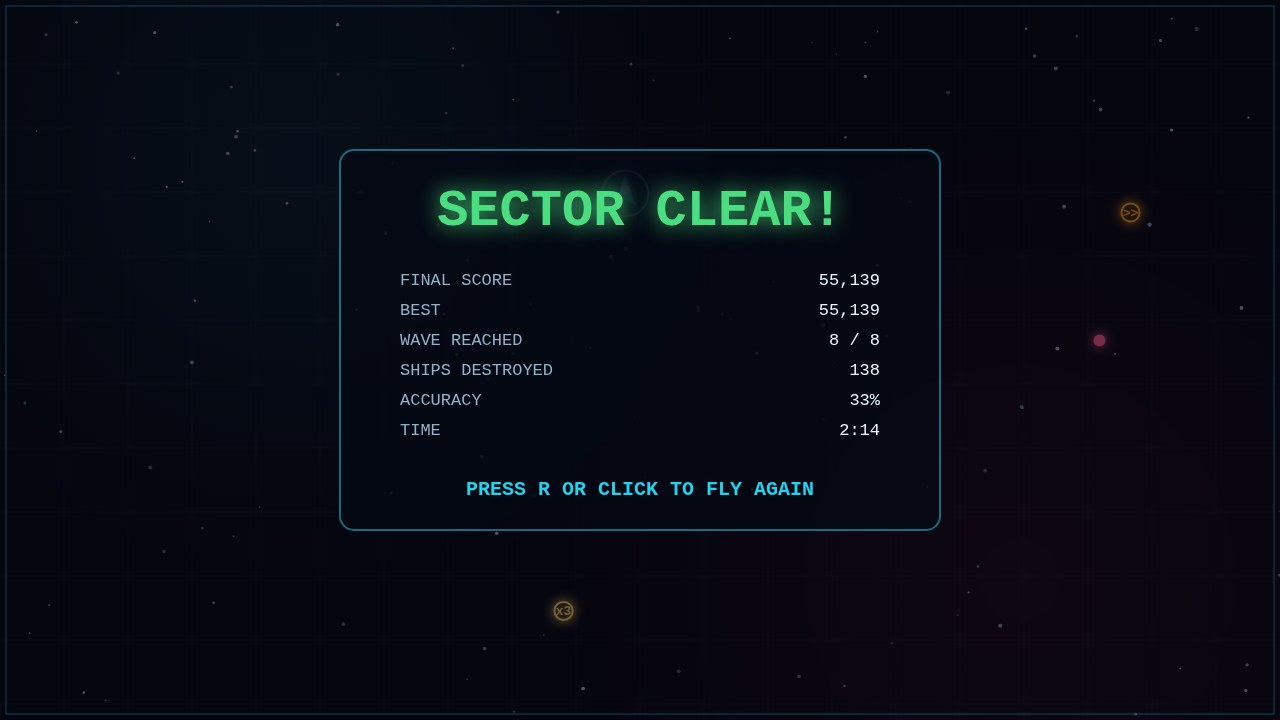 SECTOR CLEAR!
>>
FINAL SCORE 55,139
BEST 55,139
WAVE REACHED 8 / 8
SHIPS DESTROYED 138
ACCURACY 33%
TIME 2:14
PRESS R OR CLICK TO FLY AGAIN
x3